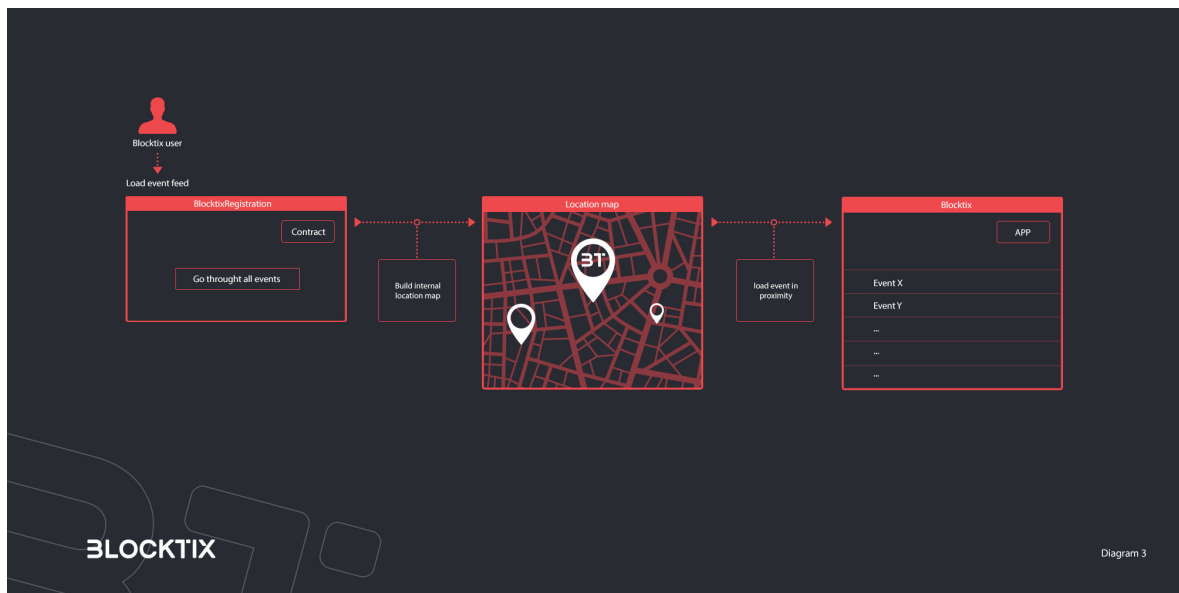 Blocktix user
Load event feed
BlocktixRegistration
Contract
Go throught all events
Build internal
location map
Location map
BT
load event in
proximity
Blocktix
APP
Event X
Event Y
...
...
...
BLOCKTIX
Diagram 3